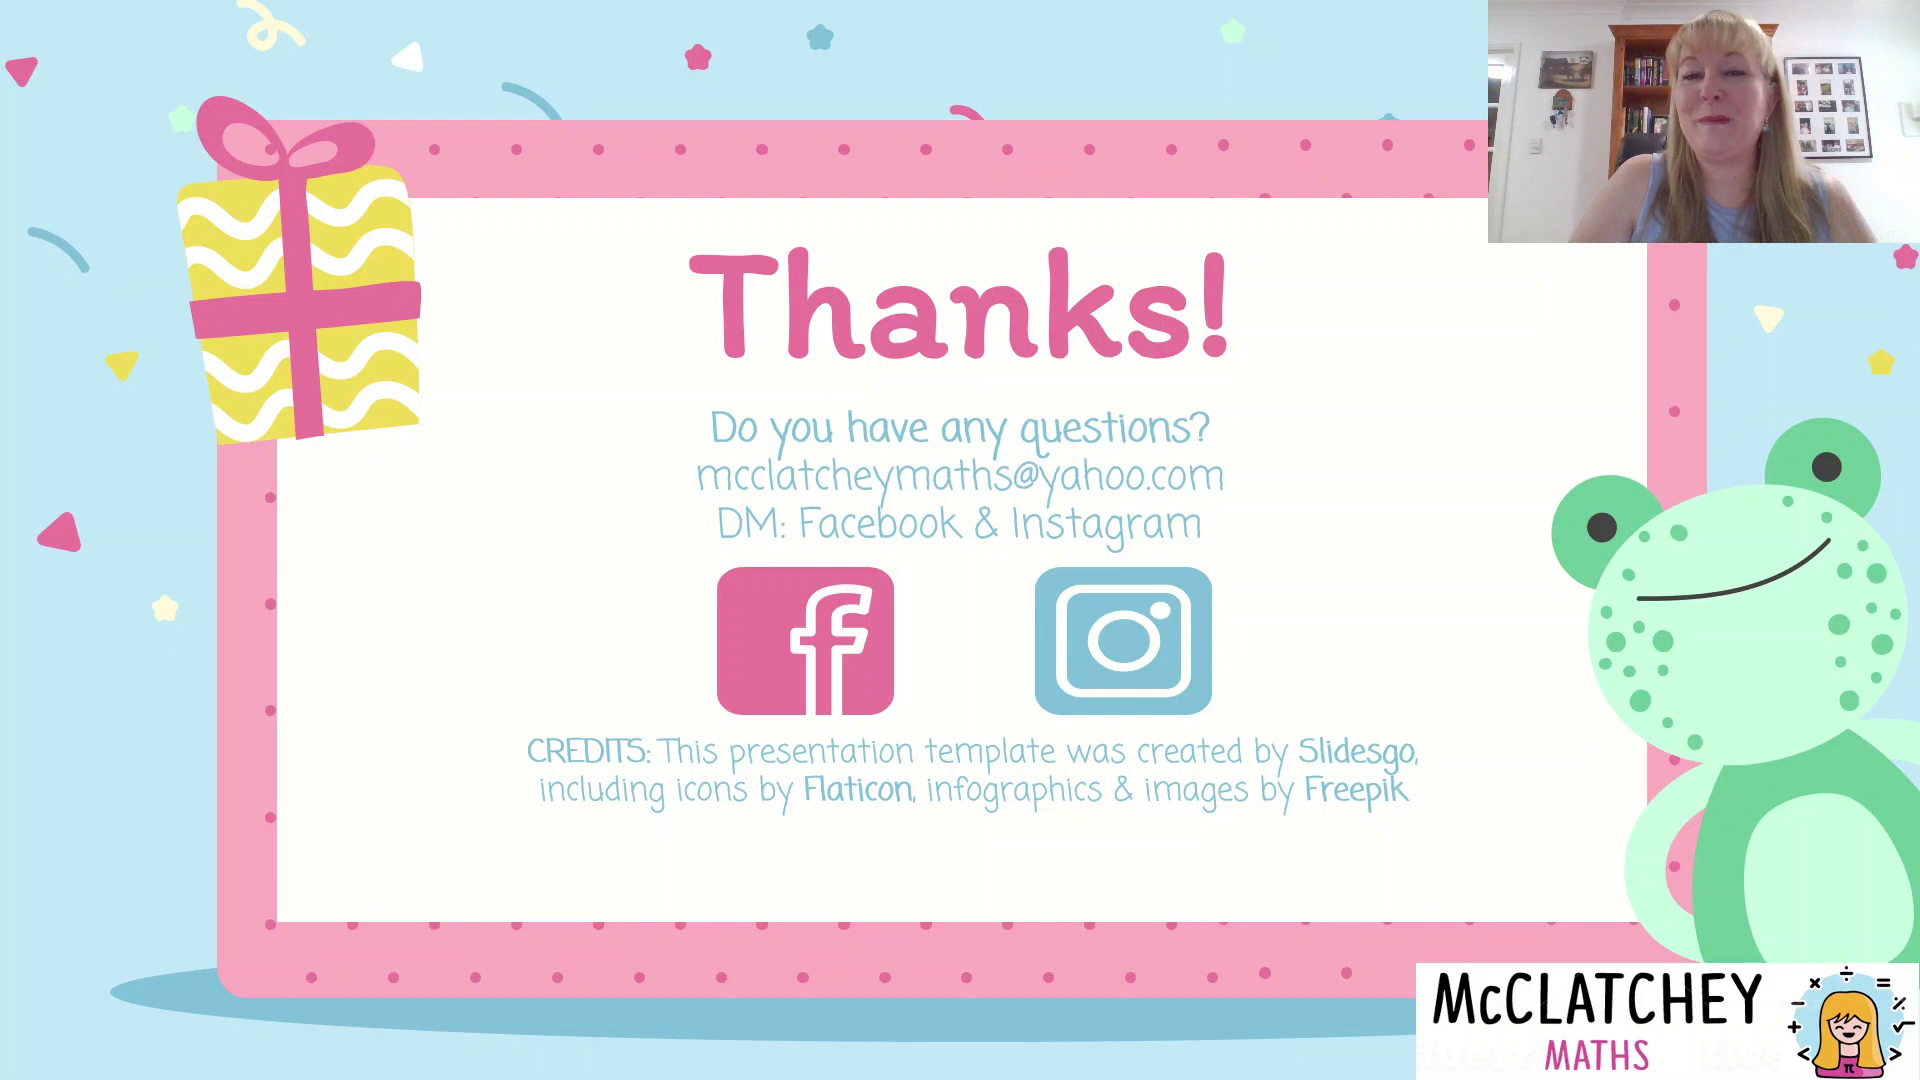 Thanks!
Do you have any questions?
mcclatcheymaths@yahoo.com
DM: Facebook & Instagram
CREDITS: This presentation template was created by Slidesgo,
including icons by Flaticon, infographics & images by Freepik
McCLATCHEY
MATHS